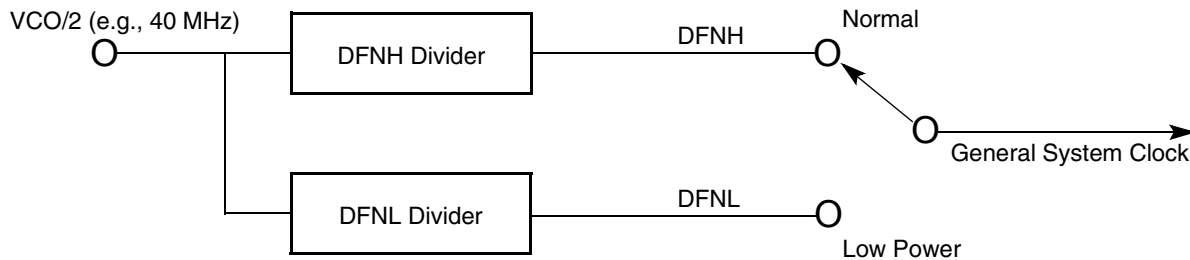 VCO/2 (e.g., 40 MHz)
DFNH Divider
DFNH
Normal
General System Clock
DFNL Divider
DFNL
Low Power